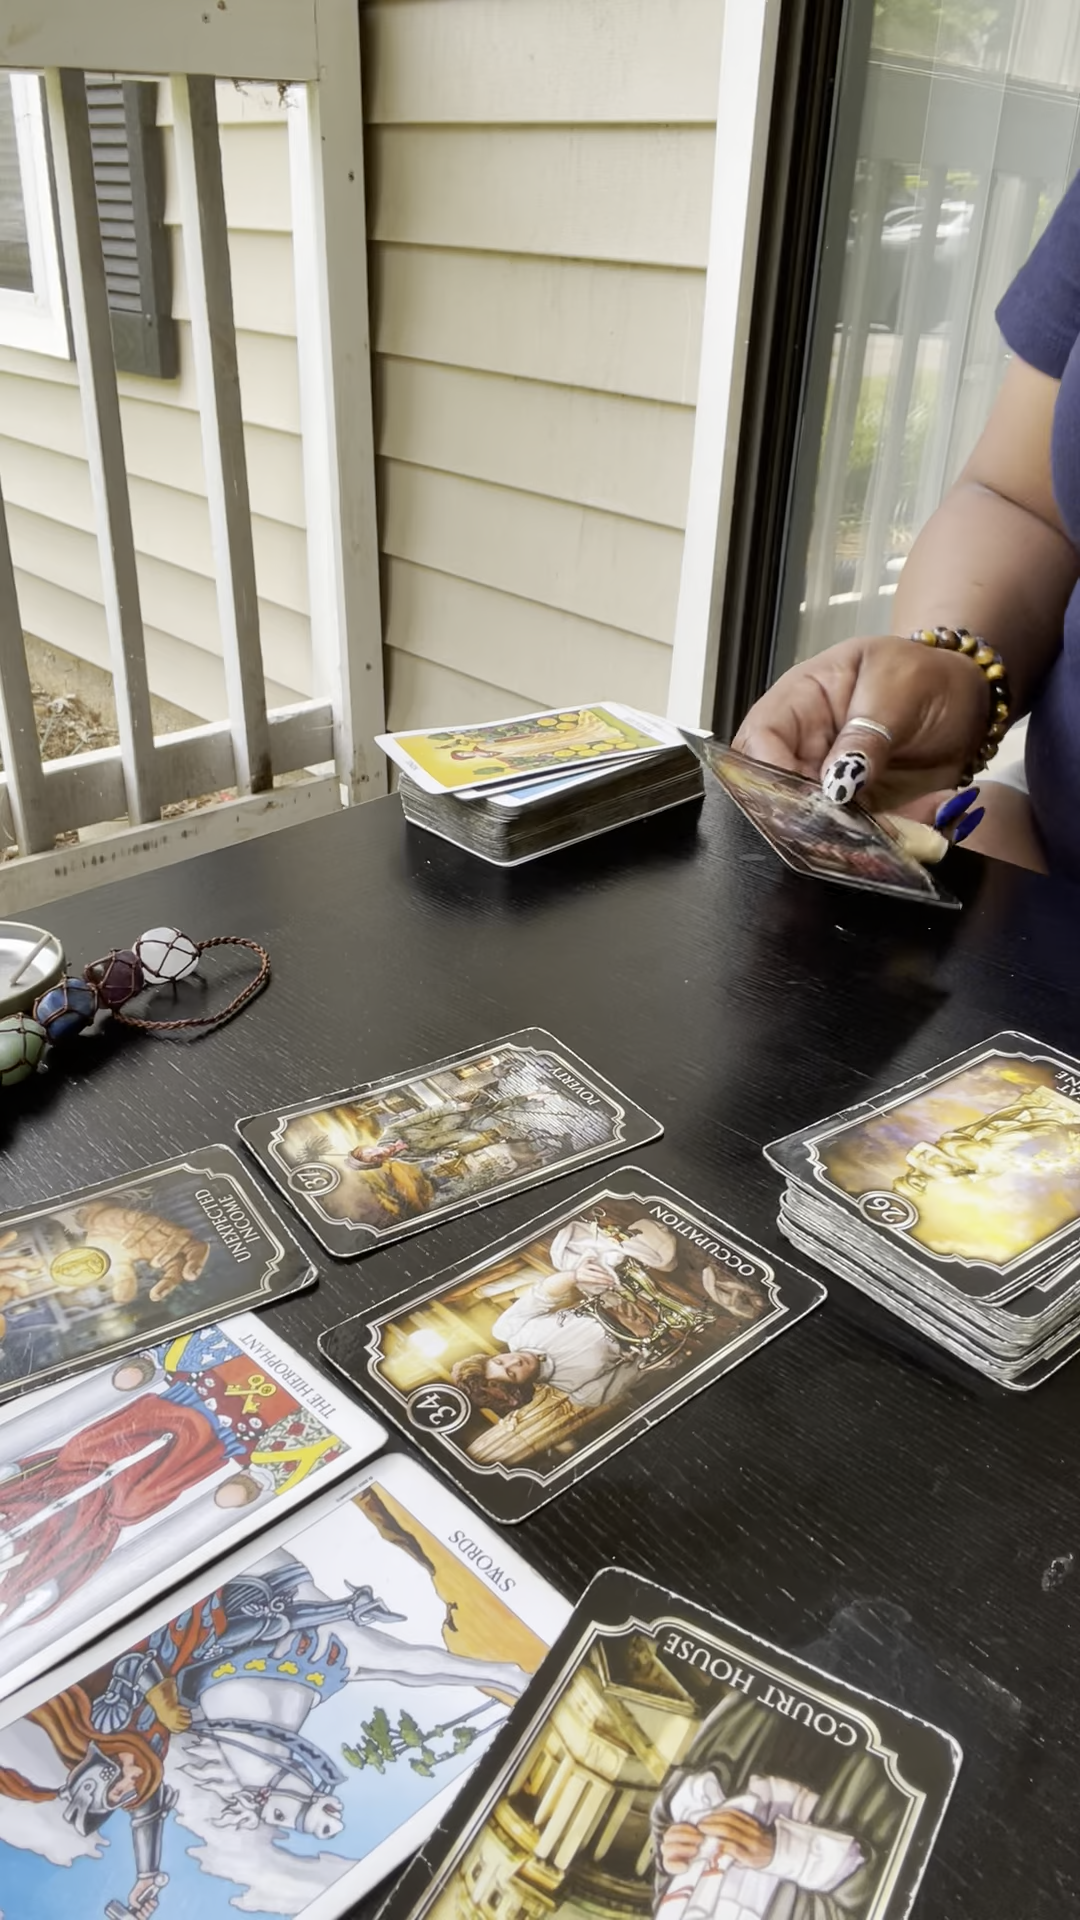 POVERTY
37
UNEXPECTED
INCOME
OCCUPATION
34
26
THE HIEROPHANT
SWORDS
COURT HOUSE